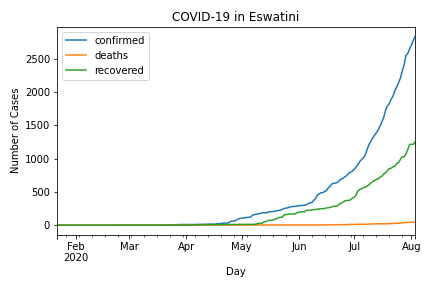 COVID-19 in Eswatini
confirmed
deaths
recovered
Number of Cases
2500
2000
1500
1000
500
0
Feb Mar Apr May Jun Jul Aug
2020
Day